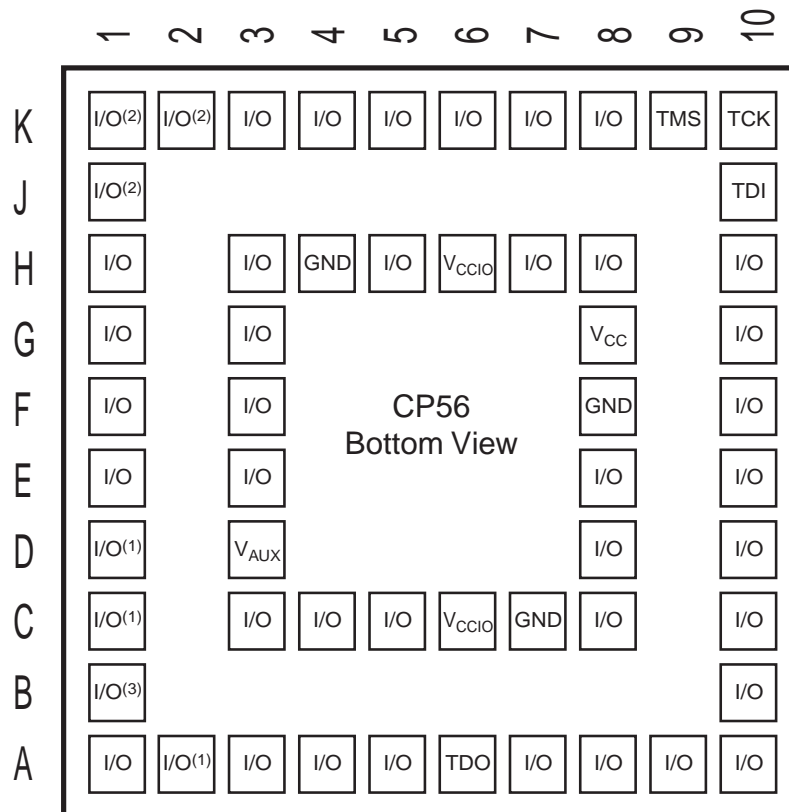 1 2 3 4 5 6 7 8 9 10
K I/O(2) I/O(2) I/O I/O I/O I/O I/O I/O TMS TCK
J I/O(2) TDI
H I/O I/O GND I/O VCCIO I/O I/O I/O
G I/O I/O VCC I/O
F I/O I/O CP56 GND I/O
Bottom View
E I/O I/O I/O I/O
D I/O(1) VAUX I/O I/O
C I/O(1) I/O I/O I/O VCCIO GND I/O I/O
B I/O(3) I/O
A I/O I/O(1) I/O I/O I/O TDO I/O I/O I/O I/O